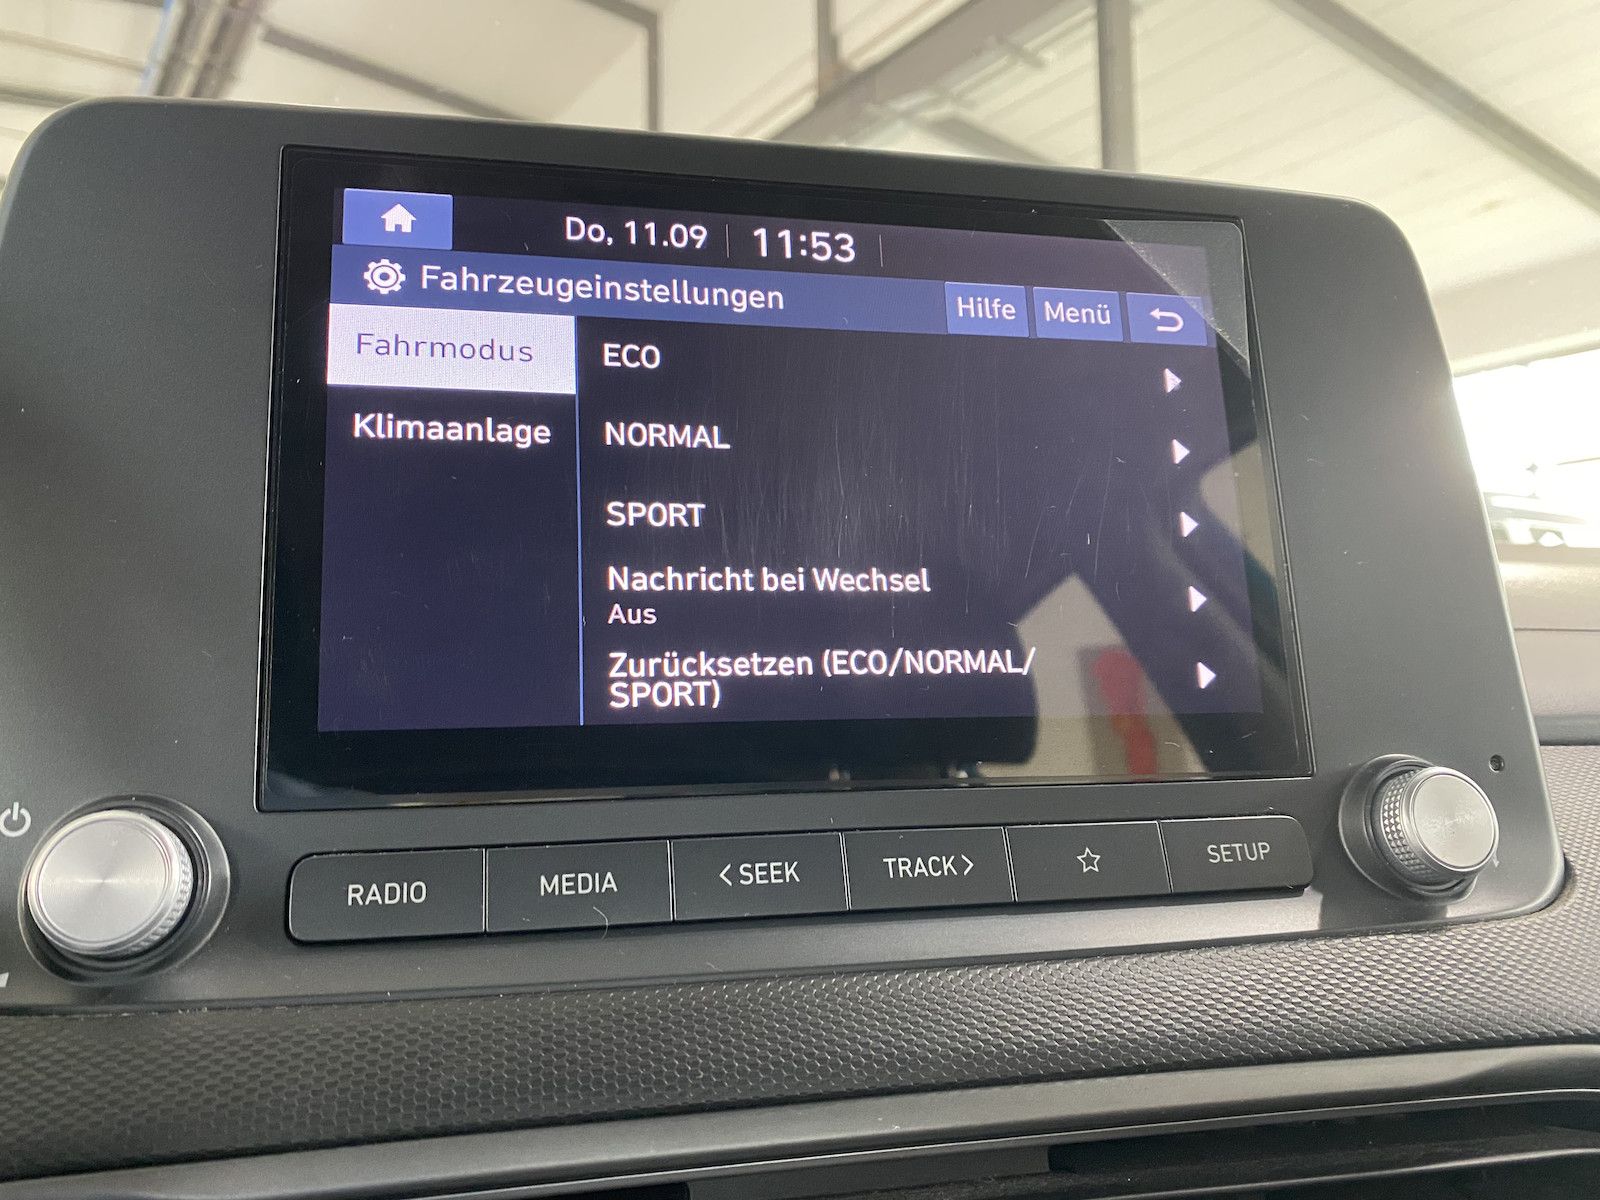 Do, 11.09 11:53
Fahrzeugeinstellungen Hilfe Menü
Fahrmodus
Klimaanlage
ECO
NORMAL
SPORT
Nachricht bei Wechsel
Aus
Zurücksetzen (ECO/NORMAL/
SPORT)
RADIO MEDIA <SEEK TRACK> SETUP